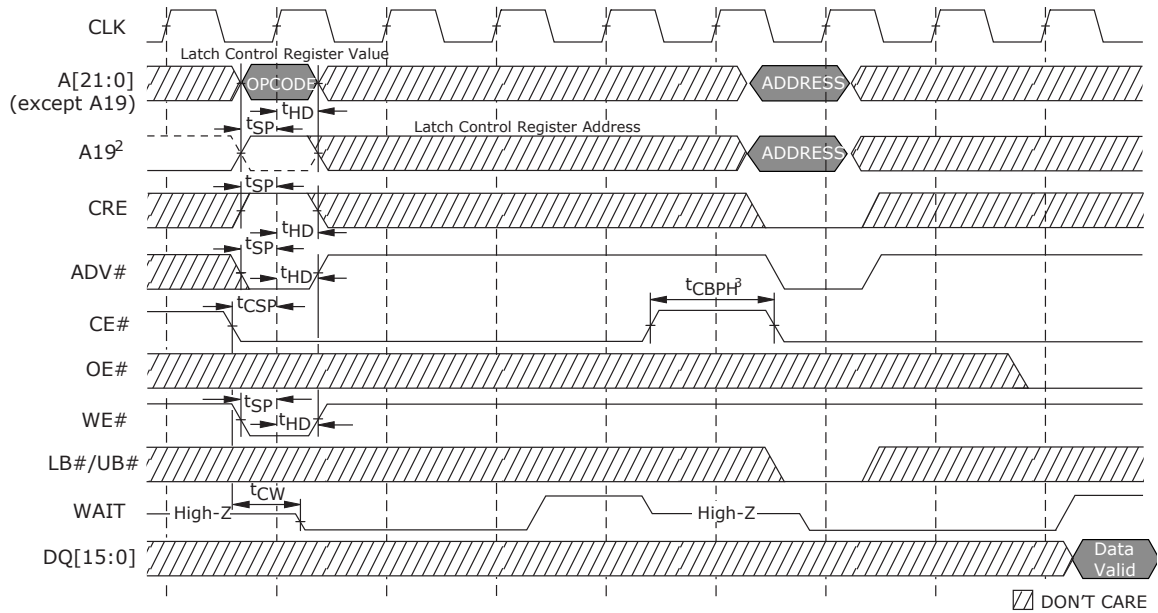 CLK
Latch Control Register Value
A[21:0]
(except A19)
OPCODE
ADDRESS
tHD
tSP
Latch Control Register Address
A19²
ADDRESS
tSP
CRE
tHD
tSP
ADV#
tHD
tCBPH³
tCSP
CE#
OE#
tSP
WE#
tHD
LB#/UB#
tCW
WAIT
High-Z
High-Z
DQ[15:0]
Data
Valid
DON'T CARE